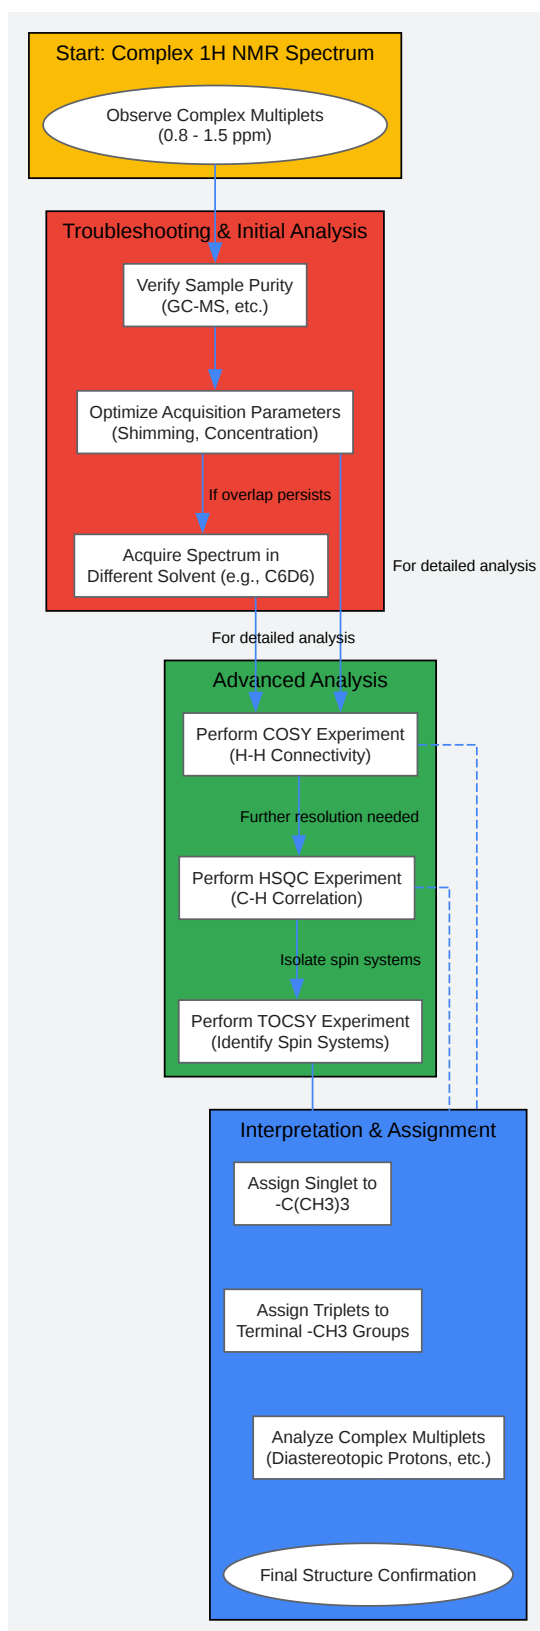 Start: Complex 1H NMR Spectrum
Observe Complex Multiplets
(0.8 - 1.5 ppm)
Troubleshooting & Initial Analysis
Verify Sample Purity
(GC-MS, etc.)
Optimize Acquisition Parameters
(Shimming, Concentration)
If overlap persists
Acquire Spectrum in
Different Solvent (e.g., C6D6)
For detailed analysis
For detailed analysis
Advanced Analysis
Perform COSY Experiment
(H-H Connectivity)
Further resolution needed
Perform HSQC Experiment
(C-H Correlation)
Isolate spin systems
Perform TOCSY Experiment
(Identify Spin Systems)
Interpretation & Assignment
Assign Singlet to
-C(CH3)3
Assign Triplets to
Terminal -CH3 Groups
Analyze Complex Multiplets
(Diastereotopic Protons, etc.)
Final Structure Confirmation